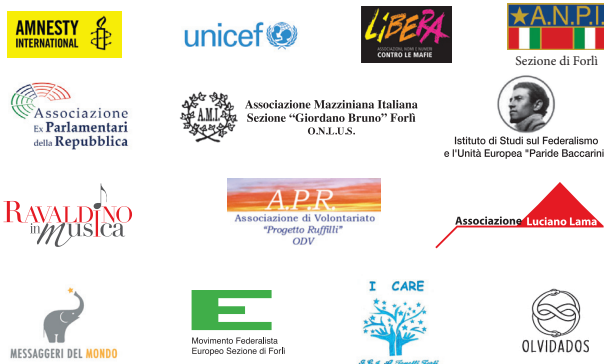 AMNESTY
INTERNATIONAL
unicef
LiBERA
ASSOCIAZIONI, NOMI E NUMERI
CONTRO LE MAFIE
A.N.P.I.
Sezione di Forlì
Associazione
Ex Parlamentari
della Repubblica
A.M.I.
Associazione Mazziniana Italiana
Sezione “Giordano Bruno” Forlì
O.N.L.U.S.
Istituto di Studi sul Federalismo
e l'Unità Europea "Paride Baccarini
RAVALDINO
in musica
A.P.R.
Associazione di Volontariato
“Progetto Ruffilli”
ODV
Associazione Luciano Lama
MESSAGGERI DEL MONDO
E
Movimento Federalista
Europeo Sezione di Forlì
I CARE
OLVIDADOS